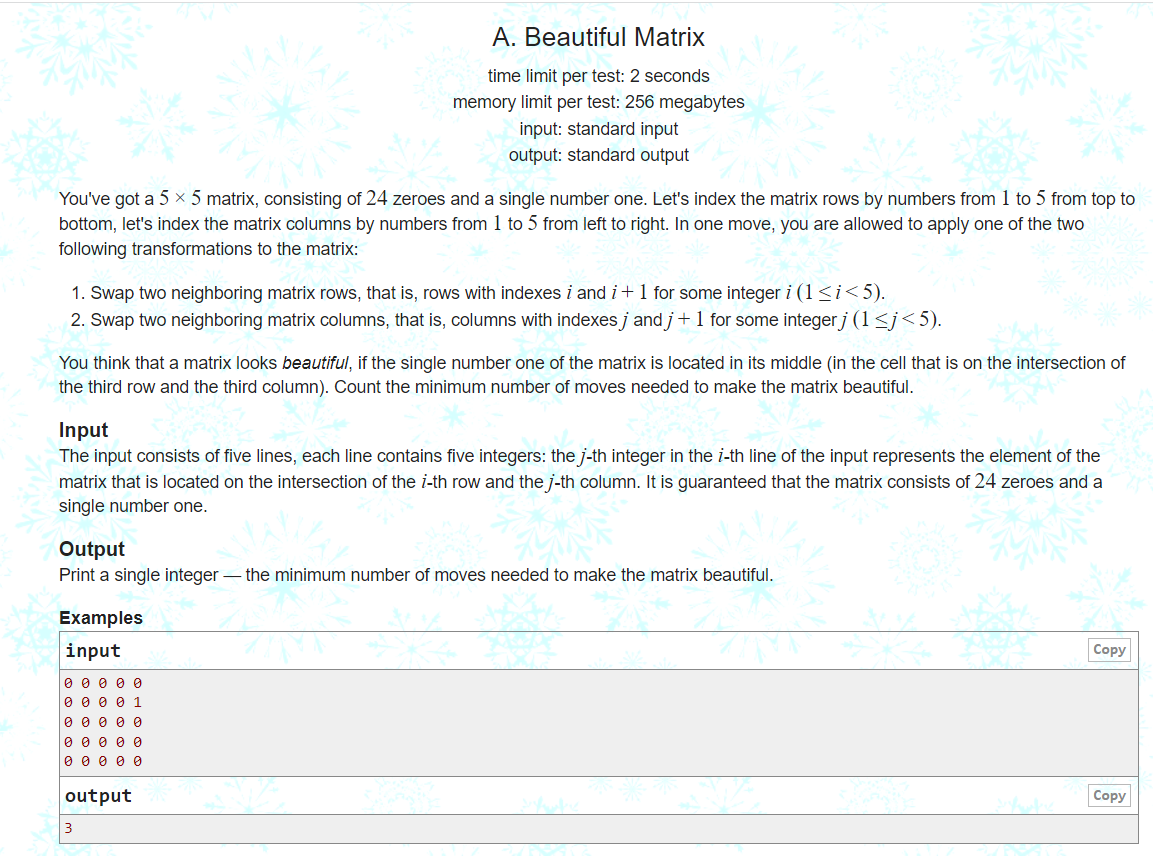 A. Beautiful Matrix
time limit per test: 2 seconds
memory limit per test: 256 megabytes
input: standard input
output: standard output
You've got a 5 × 5 matrix, consisting of 24 zeroes and a single number one. Let's index the matrix rows by numbers from 1 to 5 from top to
bottom, let's index the matrix columns by numbers from 1 to 5 from left to right. In one move, you are allowed to apply one of the two
following transformations to the matrix:
1. Swap two neighboring matrix rows, that is, rows with indexes i and i + 1 for some integer i (1 ≤ i < 5).
2. Swap two neighboring matrix columns, that is, columns with indexes j and j + 1 for some integer j (1 ≤ j < 5).
You think that a matrix looks beautiful, if the single number one of the matrix is located in its middle (in the cell that is on the intersection of
the third row and the third column). Count the minimum number of moves needed to make the matrix beautiful.
Input
The input consists of five lines, each line contains five integers: the j-th integer in the i-th line of the input represents the element of the
matrix that is located on the intersection of the i-th row and the j-th column. It is guaranteed that the matrix consists of 24 zeroes and a
single number one.
Output
Print a single integer — the minimum number of moves needed to make the matrix beautiful.
Examples
input Copy
0 0 0 0 0
0 0 0 0 1
0 0 0 0 0
0 0 0 0 0
0 0 0 0 0
output Copy
3